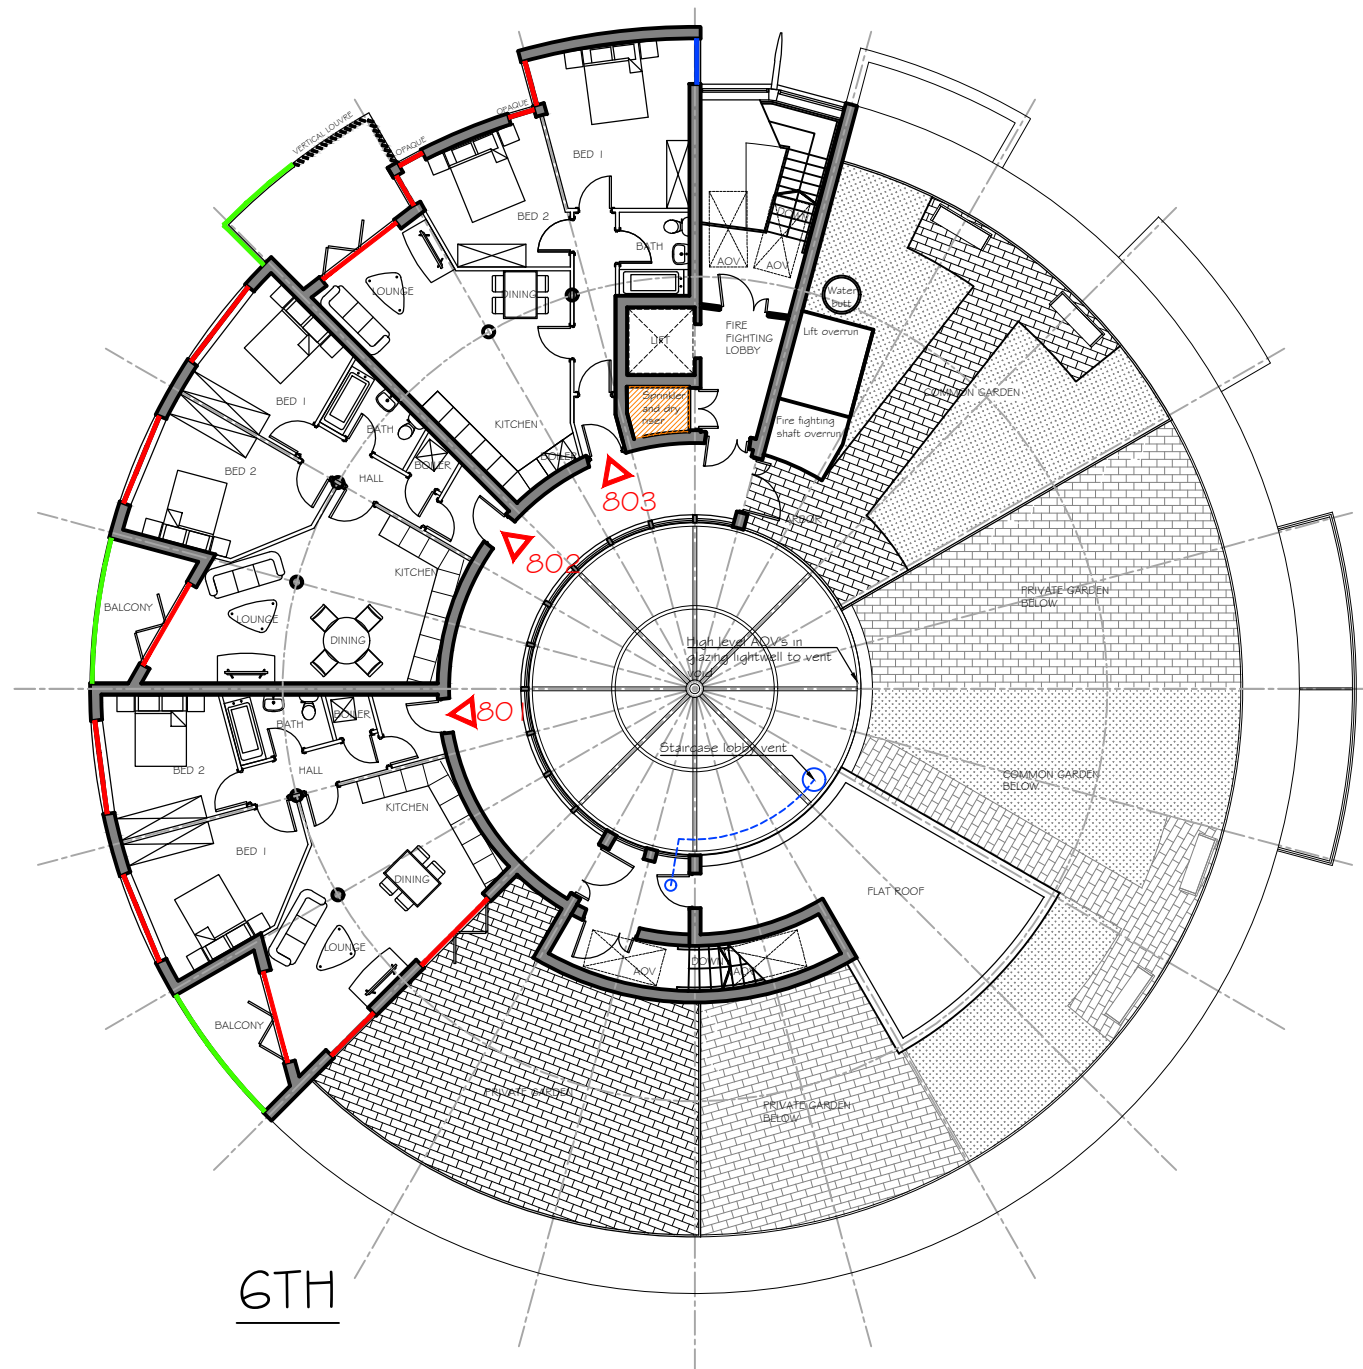 VERTICAL LOUVRE
OPAQUE
OPAQUE
BED 1
BED 2
BATH
LOUNGE
DINING
KITCHEN
BOILER
LIFT
Sprinkler
and dry
riser
DOWN
AOV
AOV
FIRE
FIGHTING
LOBBY
Water
butt
Lift overrun
Fire fighting
shaft overrun
COMMON GARDEN
ARBOR
803
802
801
BED 1
BATH
BED 2
HALL
BOILER
KITCHEN
BALCONY
LOUNGE
DINING
PRIVATE GARDEN
BELOW
High level AOV's in
glazing lightwell to vent
void
Staircase lobby vent
BATH
BOILER
BED 2
HALL
KITCHEN
BED 1
DINING
LOUNGE
BALCONY
COMMON GARDEN
BELOW
FLAT ROOF
AOV
DOWN
AOV
PRIVATE GARDEN
PRIVATE GARDEN
BELOW
6TH